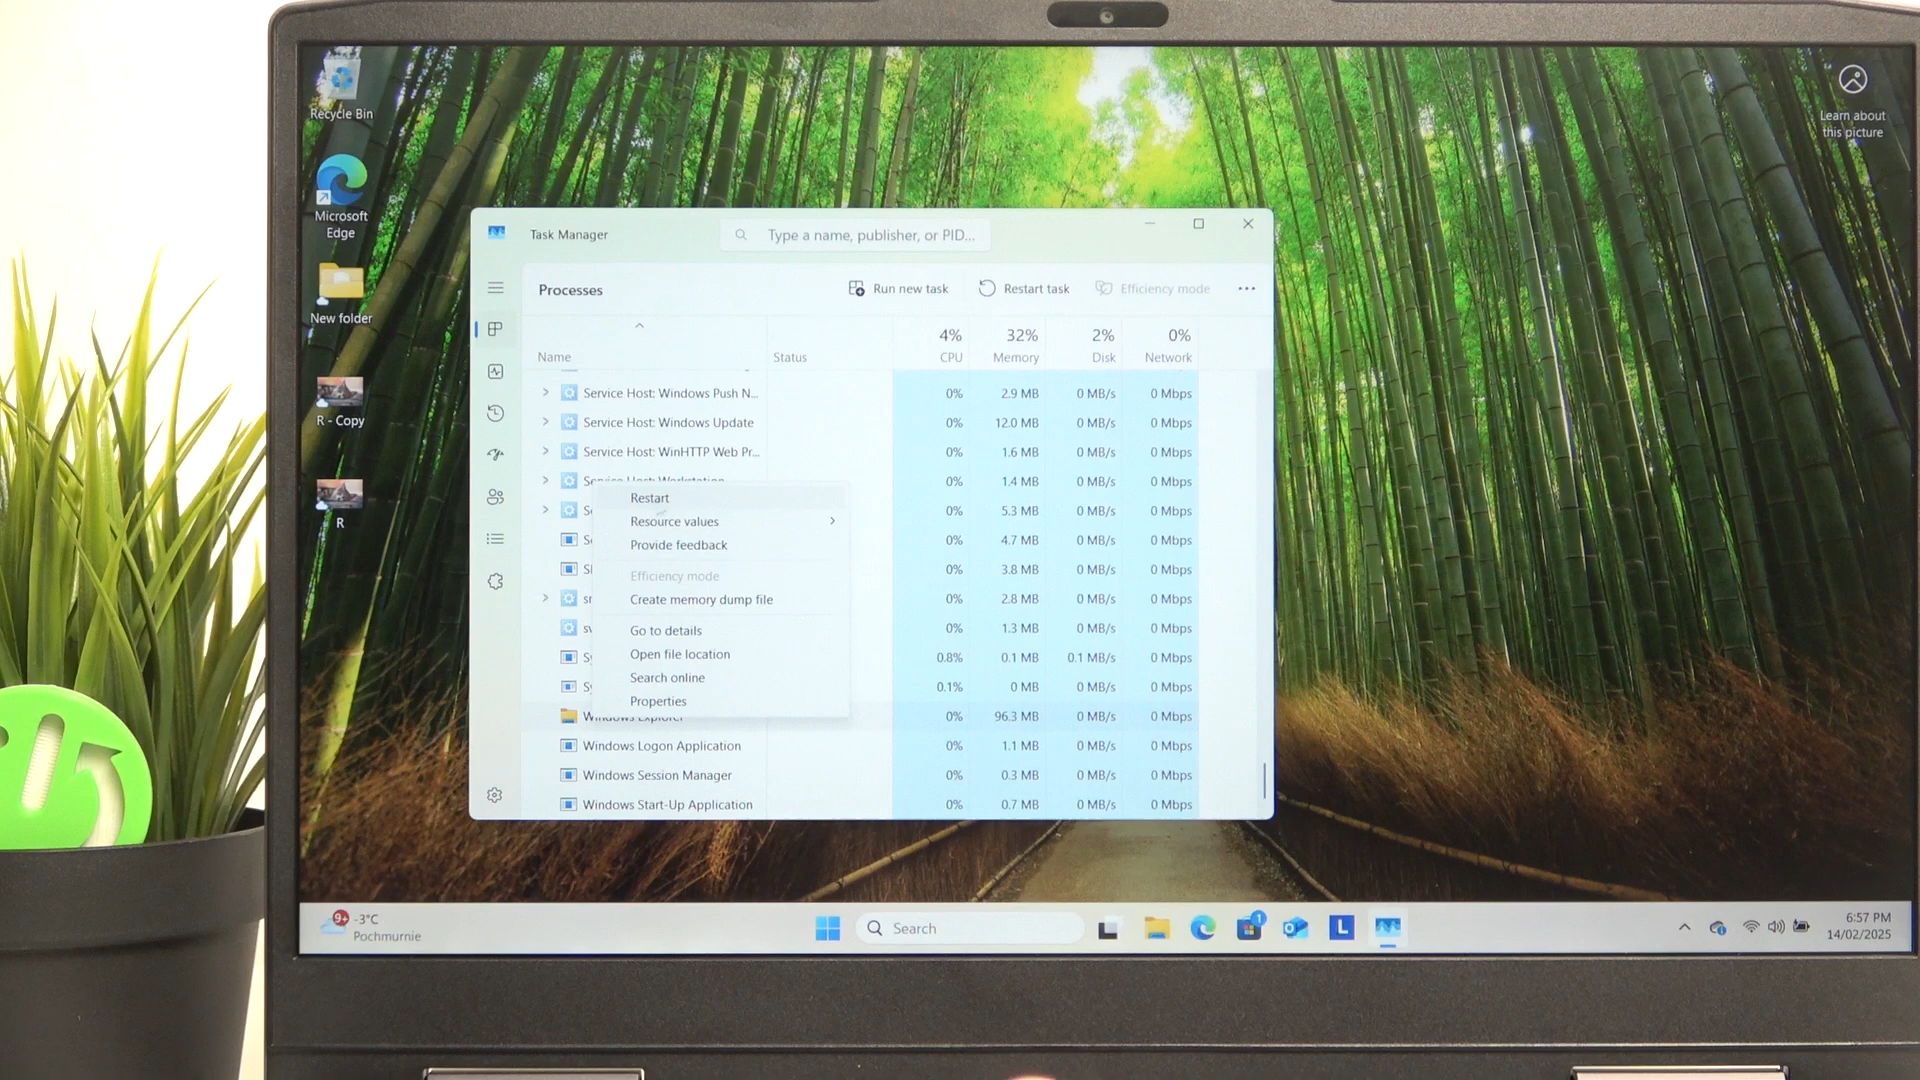 Recycle Bin
Microsoft
Edge
New folder
R - Copy
R
Learn about
this picture
Task Manager
Type a name, publisher, or PID...
Processes
Run new task
Restart task
Efficiency mode
Name
Status
4%
CPU
32%
Memory
2%
Disk
0%
Network
Service Host: Windows Push N... 0% 2.9 MB 0 MB/s 0 Mbps
Service Host: Windows Update 0% 12.0 MB 0 MB/s 0 Mbps
Service Host: WinHTTP Web Pr... 0% 1.6 MB 0 MB/s 0 Mbps
Service Host: Workstation 0% 1.4 MB 0 MB/s 0 Mbps
0% 5.3 MB 0 MB/s 0 Mbps
0% 4.7 MB 0 MB/s 0 Mbps
0% 3.8 MB 0 MB/s 0 Mbps
0% 2.8 MB 0 MB/s 0 Mbps
0% 1.3 MB 0 MB/s 0 Mbps
0.8% 0.1 MB 0.1 MB/s 0 Mbps
0.1% 0 MB 0 MB/s 0 Mbps
Windows Explorer 0% 96.3 MB 0 MB/s 0 Mbps
Windows Logon Application 0% 1.1 MB 0 MB/s 0 Mbps
Windows Session Manager 0% 0.3 MB 0 MB/s 0 Mbps
Windows Start-Up Application 0% 0.7 MB 0 MB/s 0 Mbps
Restart
Resource values
Provide feedback
Efficiency mode
Create memory dump file
Go to details
Open file location
Search online
Properties
9+
-3°C
Pochmurnie
Search
1
L
6:57 PM
14/02/2025